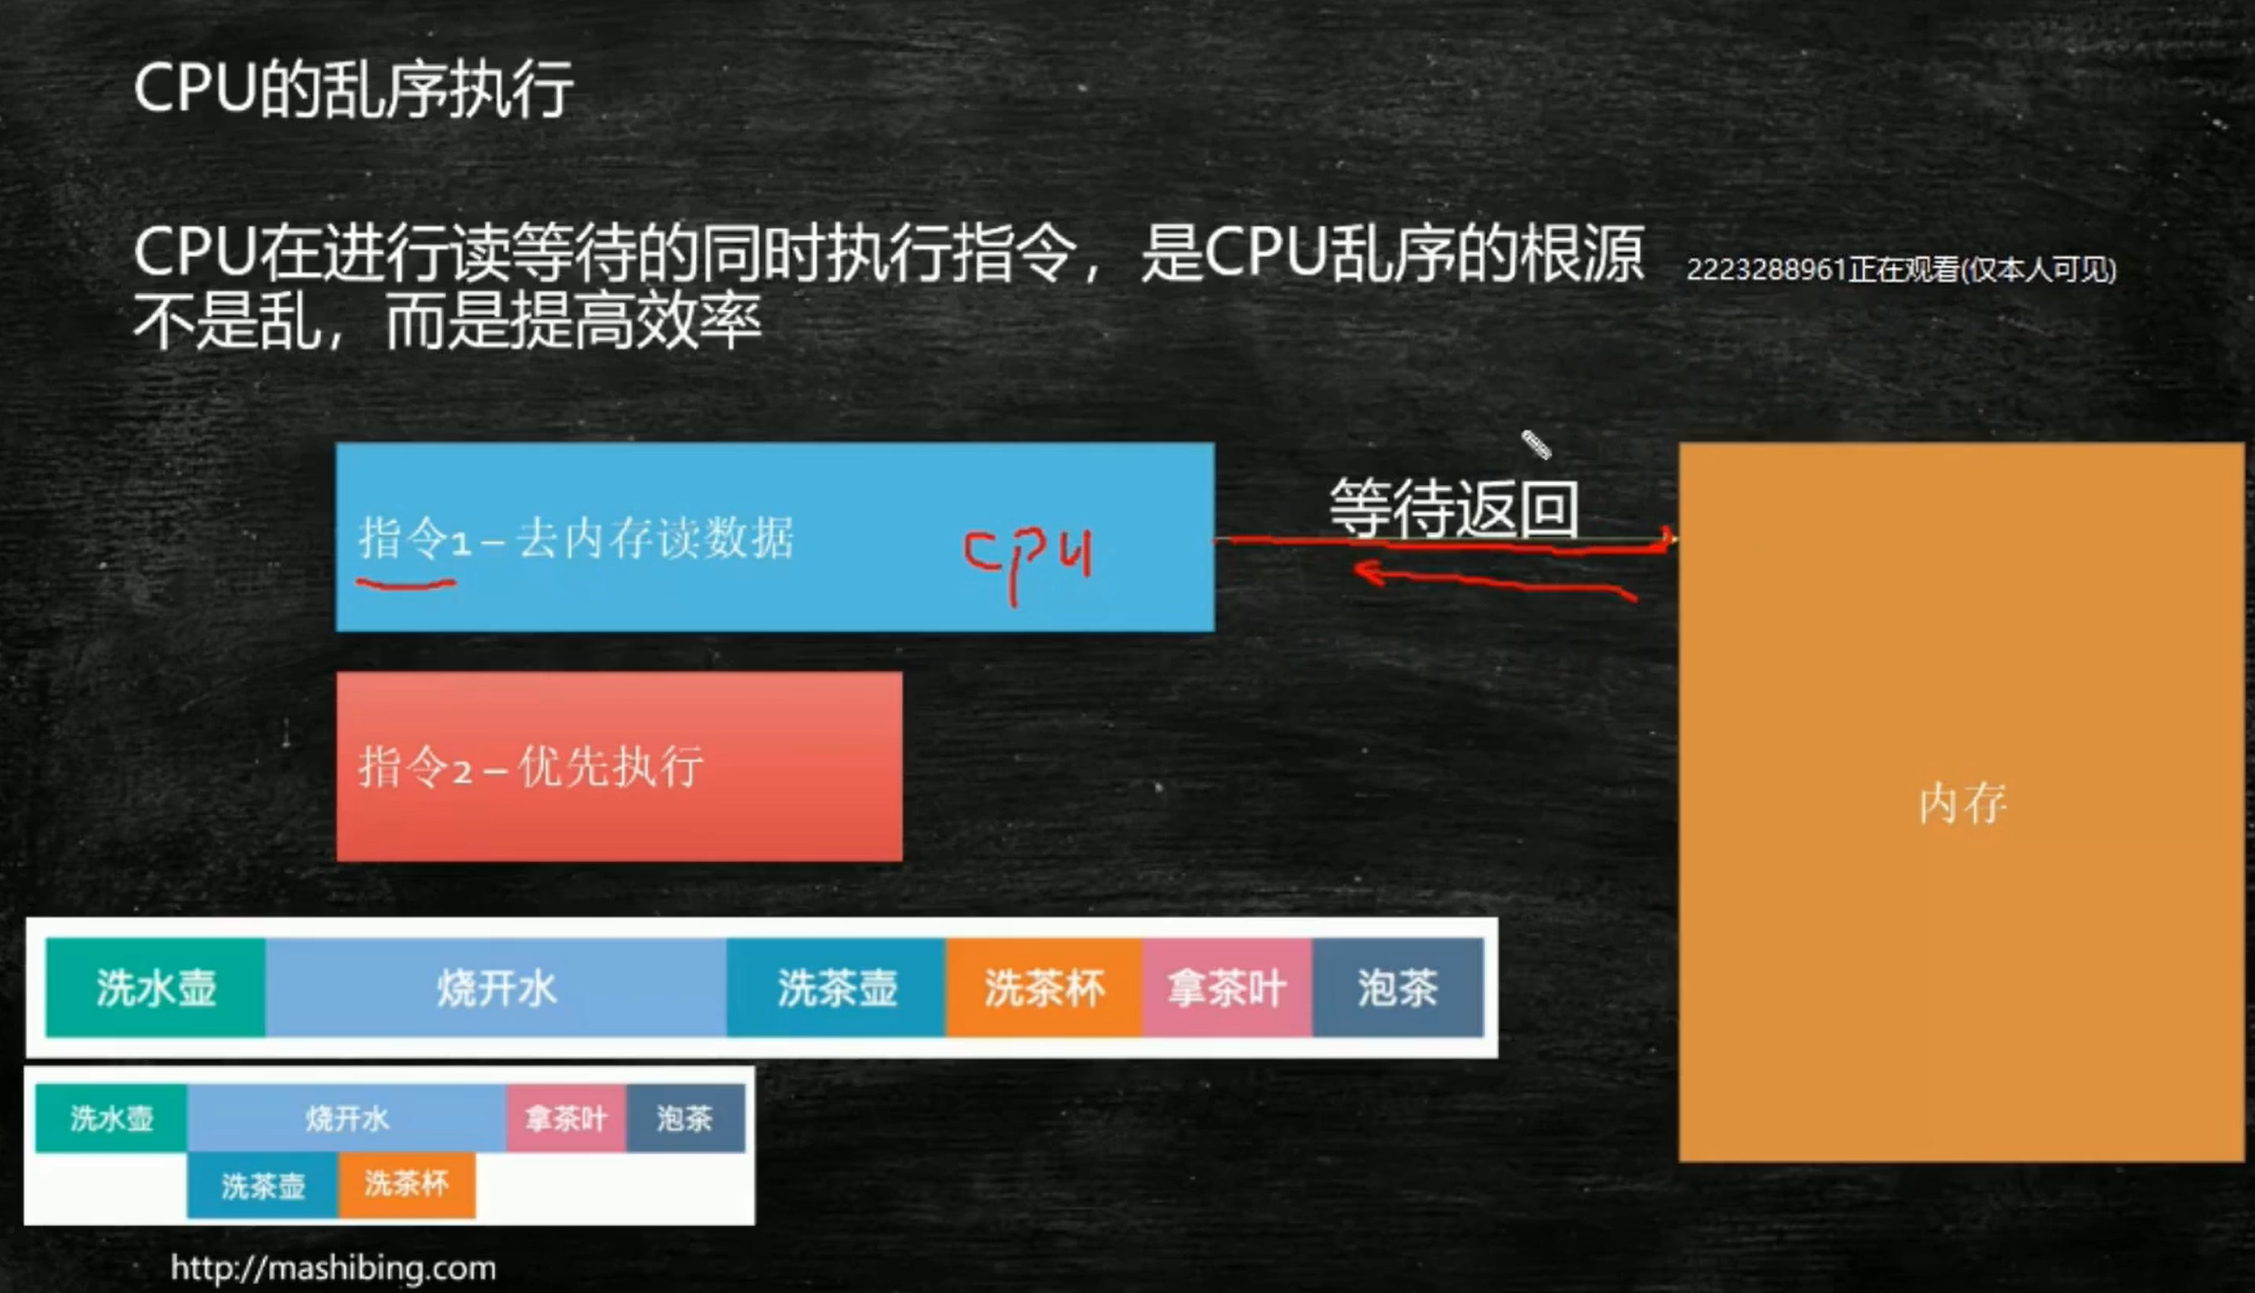 CPU的乱序执行
CPU在进行读等待的同时执行指令，是CPU乱序的根源
2223288961正在观看(仅本人可见)
不是乱，而是提高效率
指令1 – 去内存读数据
CPU
等待返回
指令2 – 优先执行
内存
洗水壶 烧开水 洗茶壶 洗茶杯 拿茶叶 泡茶
洗水壶 烧开水 拿茶叶 泡茶
洗茶壶 洗茶杯
http://mashibing.com